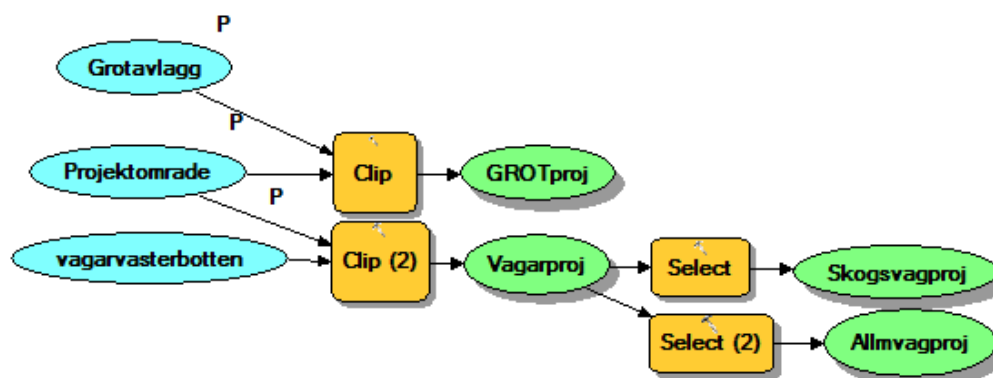 P
Grotavlagg
P
Projektomrade
Clip
GROTproj
P
vagarvasterbotten
Clip (2)
Vagarproj
Select
Skogsvagproj
Select (2)
Allmvagproj